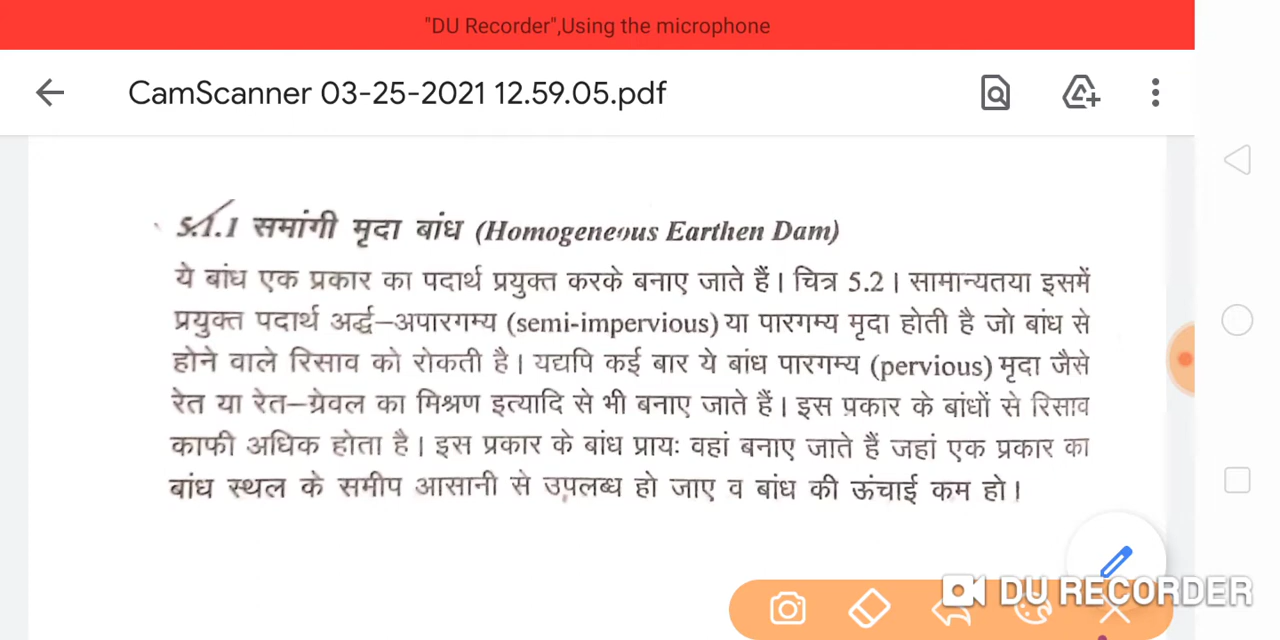 "DU Recorder",Using the microphone
CamScanner 03-25-2021 12.59.05.pdf
5.1.1 समांगी मृदा बांध (Homogeneous Earthen Dam)
ये बांध एक प्रकार का पदार्थ प्रयुक्त करके बनाए जाते हैं। चित्र 5.2। सामान्यतया इसमें
प्रयुक्त पदार्थ अर्द्ध–अपारगम्य (semi-impervious) या पारगम्य मृदा होती है जो बांध से
होने वाले रिसाव को रोकती है। यद्यपि कई बार ये बांध पारगम्य (pervious) मृदा जैसे
रेत या रेत–ग्रेवल का मिश्रण इत्यादि से भी बनाए जाते हैं। इस प्रकार के बांधों से रिसाव
काफी अधिक होता है। इस प्रकार के बांध प्रायः वहां बनाए जाते हैं जहां एक प्रकार का
बांध स्थल के समीप आसानी से उपलब्ध हो जाए व बांध की ऊंचाई कम हो।
DU RECORDER